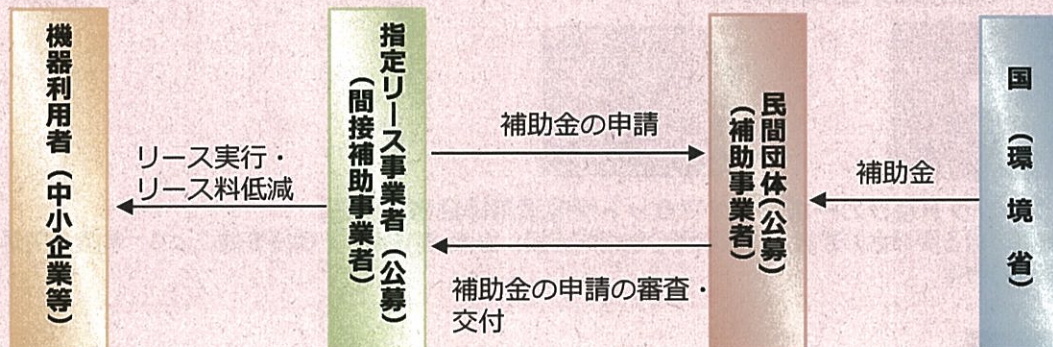 機器利用者（中小企業等）
リース実行・
リース料低減
指定リース事業者（公募）
（間接補助事業者）
補助金の申請
補助金の申請の審査・
交付
民間団体（公募）
（補助事業者）
補助金
国（環境省）